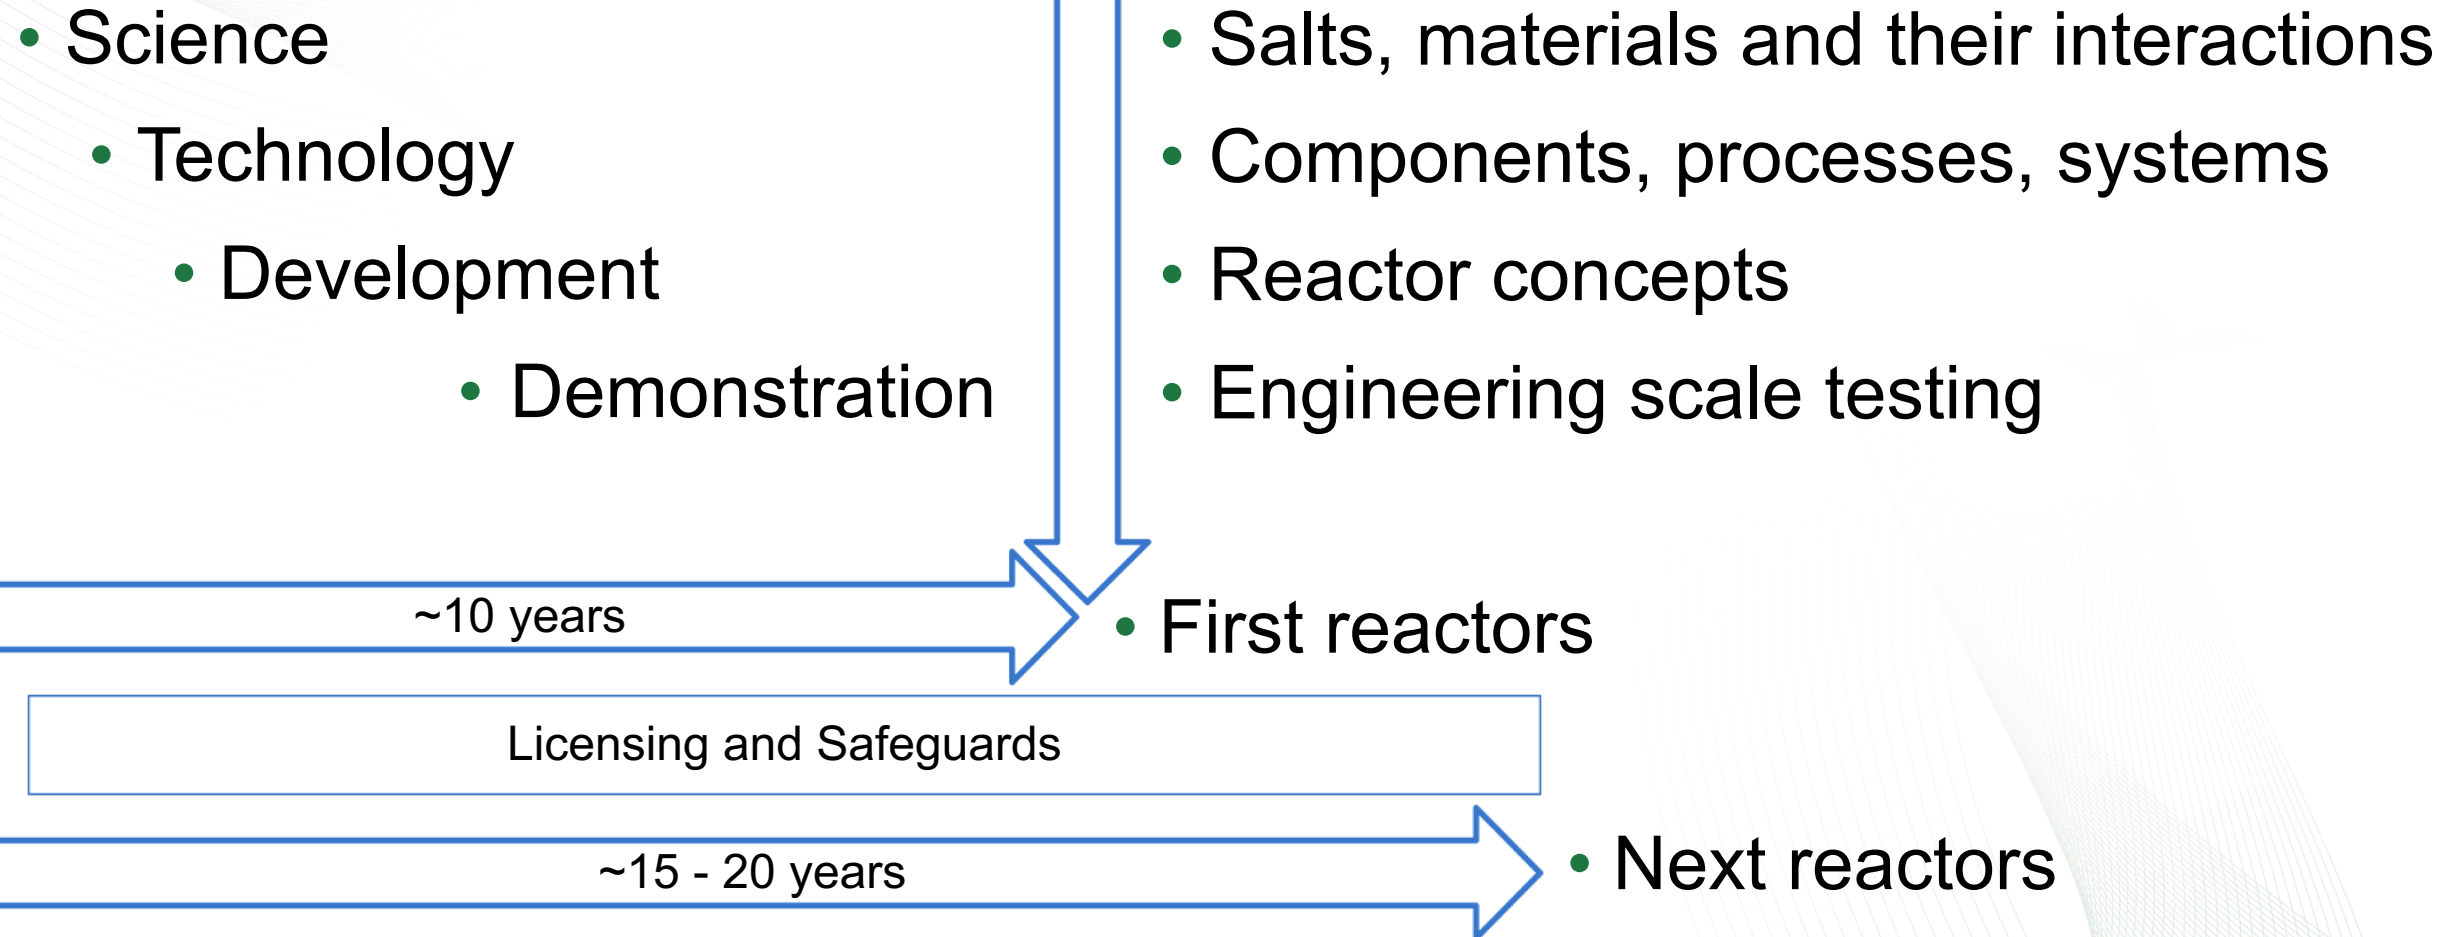 • Science
• Technology
• Development
• Demonstration
• Salts, materials and their interactions
• Components, processes, systems
• Reactor concepts
• Engineering scale testing
~10 years
• First reactors
Licensing and Safeguards
~15 - 20 years
• Next reactors